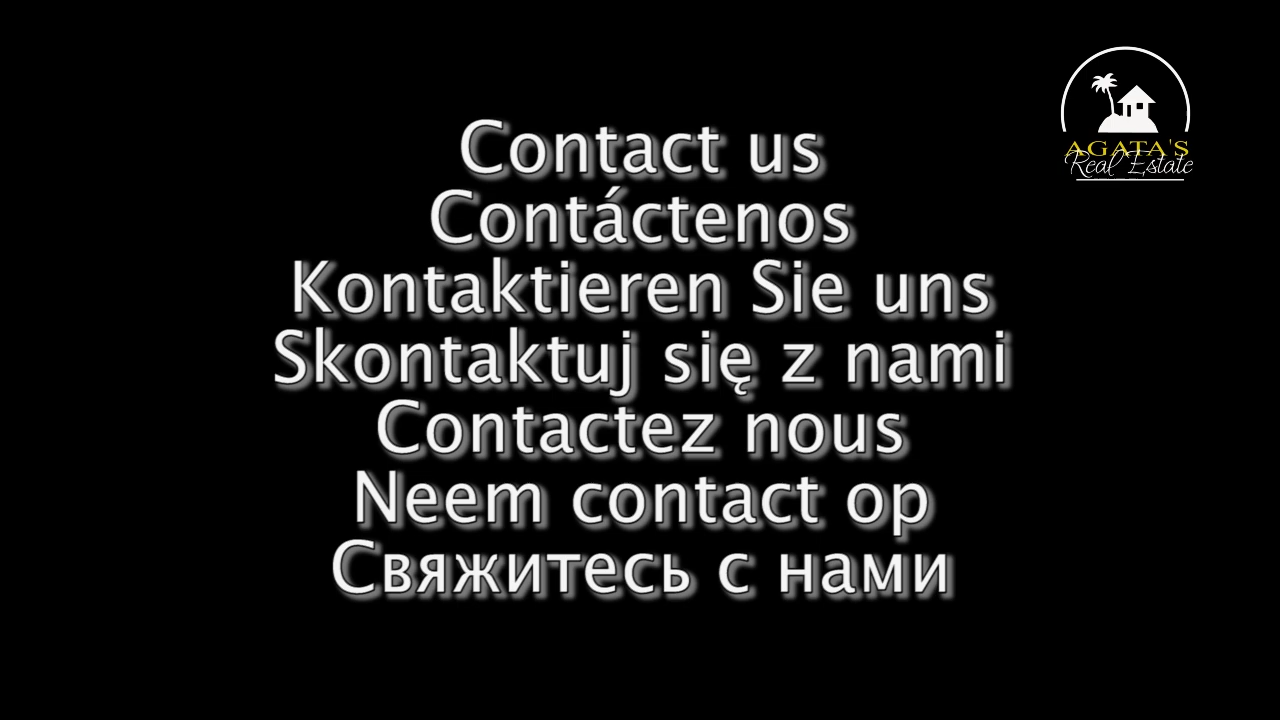 Contact us
Contáctenos
Kontaktieren Sie uns
Skontaktuj się z nami
Contactez nous
Neem contact op
Свяжитесь с нами
AGATA'S
Real Estate